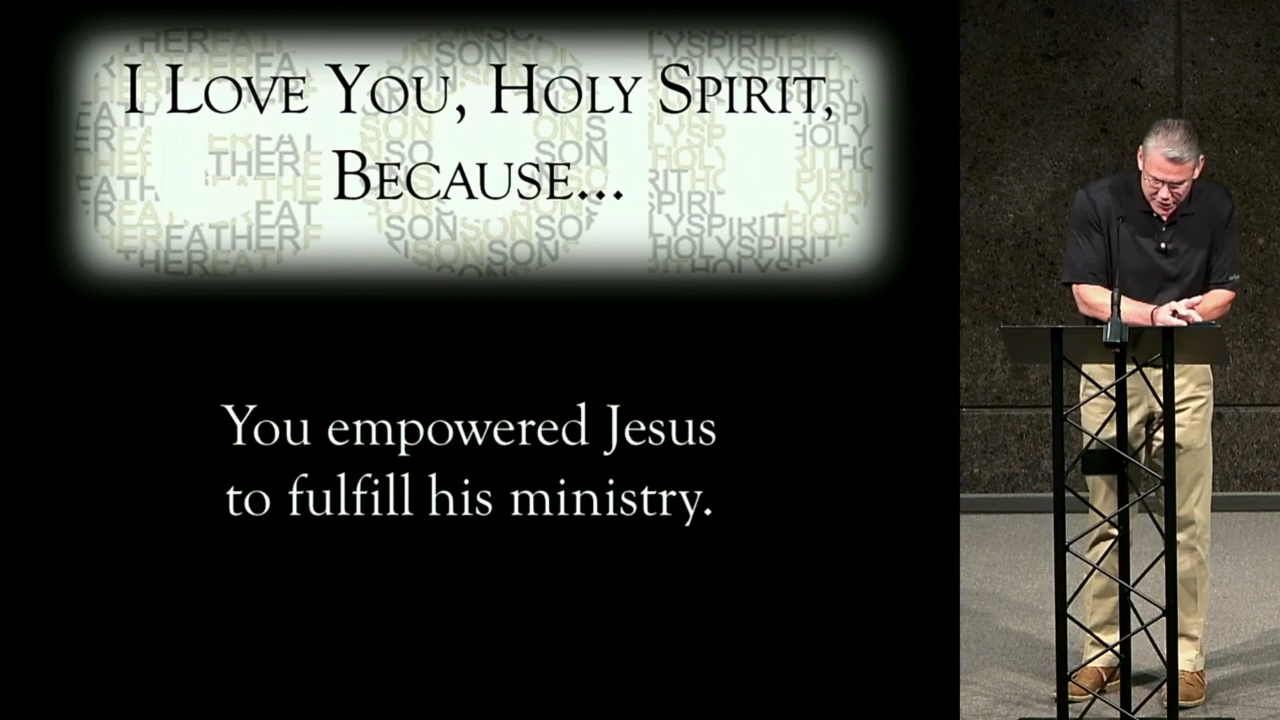 I LOVE YOU, HOLY SPIRIT,
BECAUSE...
You empowered Jesus
to fulfill his ministry.